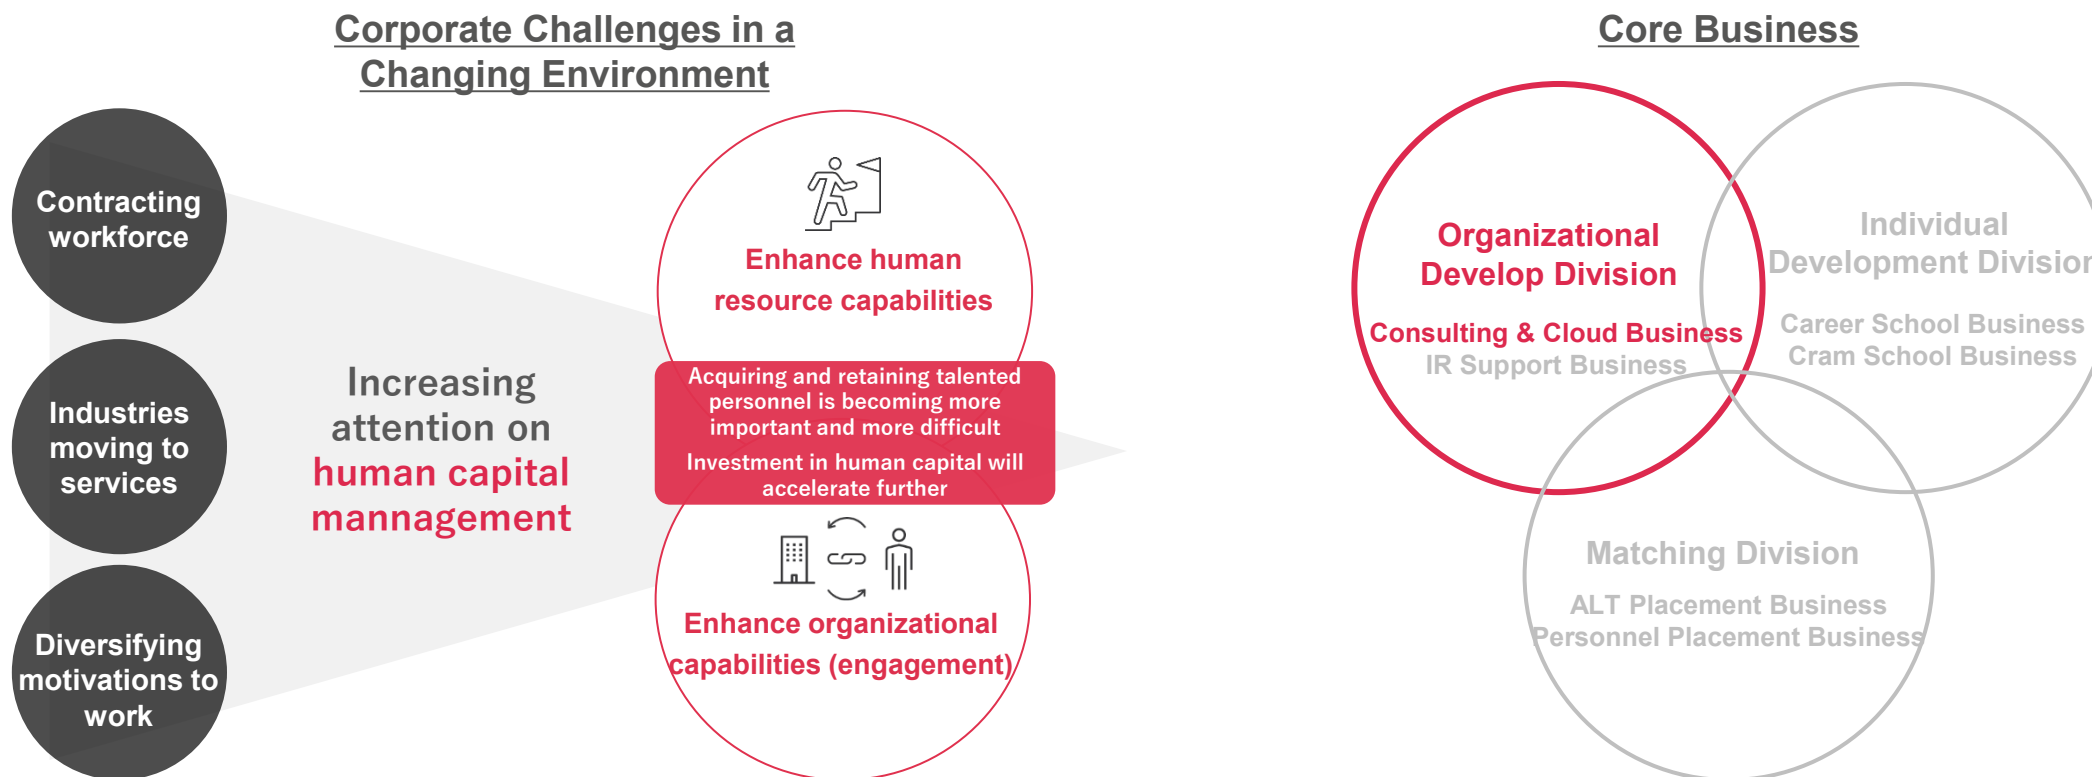 Corporate Challenges in a
Changing Environment
Contracting
workforce
Industries
moving to
services
Diversifying
motivations to
work
Increasing
attention on
human capital
mannagement
Enhance human
resource capabilities
Acquiring and retaining talented
personnel is becoming more
important and more difficult
Investment in human capital will
accelerate further
Enhance organizational
capabilities (engagement)
Core Business
Organizational
Develop Division
Consulting & Cloud Business
IR Support Business
Individual
Development Division
Career School Business
Cram School Business
Matching Division
ALT Placement Business
Personnel Placement Business